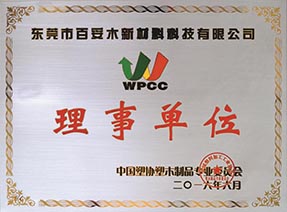 东莞市百妥木新材料科技有限公司
WPCC
理事单位
中国塑协塑木制品专业委员会
二〇一六年六月